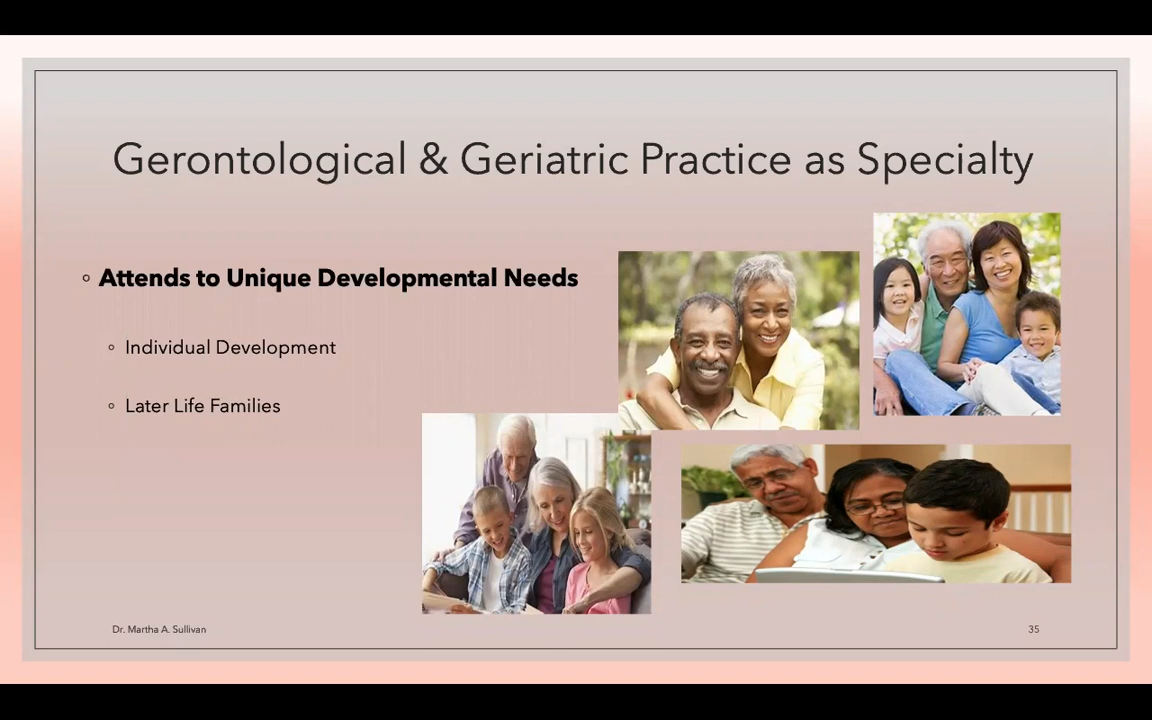 Gerontological & Geriatric Practice as Specialty
Attends to Unique Developmental Needs
Individual Development
Later Life Families
Dr. Martha A. Sullivan
35